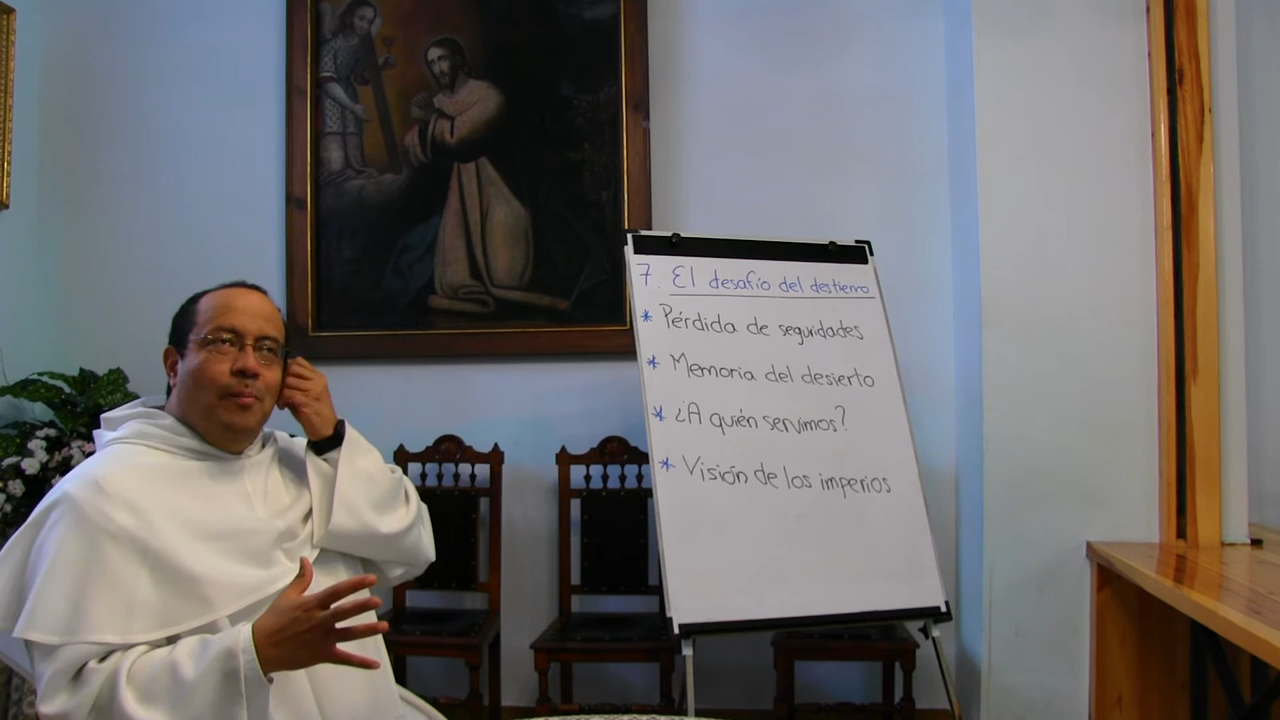 7. El desafío del destierro
* Pérdida de seguridades
* Memoria del desierto
* ¿A quién servimos?
* Visión de los imperios